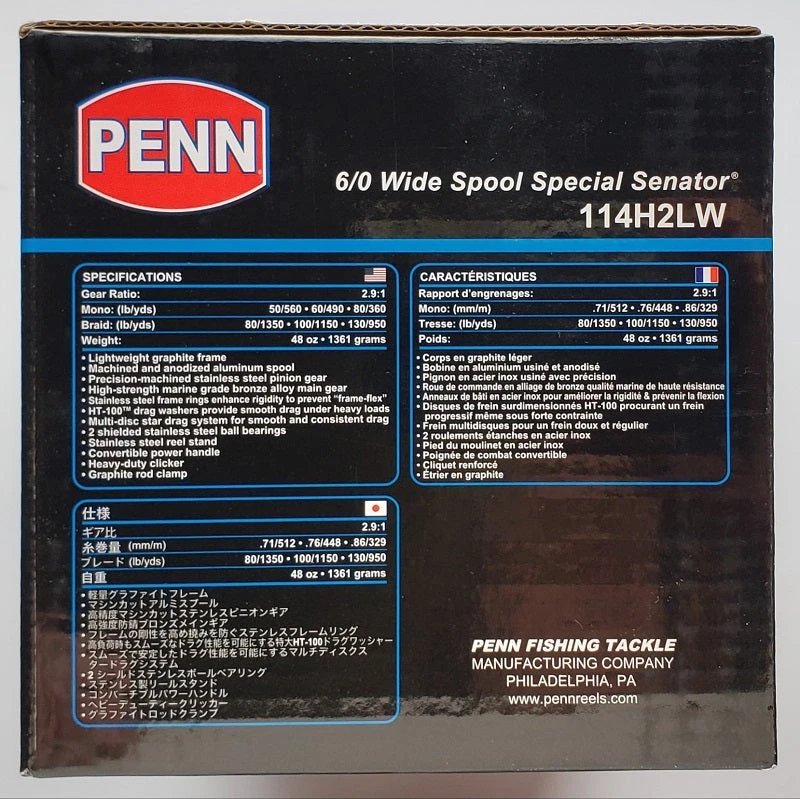 PENN
6/0 Wide Spool Special Senator®
114H2LW
SPECIFICATIONS
Gear Ratio: 2.9:1
Mono: (lb/yds) 50/560 • 60/490 • 80/360
Braid: (lb/yds) 80/1350 • 100/1150 • 130/950
Weight: 48 oz • 1361 grams
• Lightweight graphite frame
• Machined and anodized aluminum spool
• Precision-machined stainless steel pinion gear
• High-strength marine grade bronze alloy main gear
• Stainless steel frame rings enhance rigidity to prevent “frame-flex”
• HT-100™ drag washers provide smooth drag under heavy loads
• Multi-disc star drag system for smooth and consistent drag
• 2 shielded stainless steel ball bearings
• Stainless steel reel stand
• Convertible power handle
• Heavy-duty clicker
• Graphite rod clamp
CARACTÉRISTIQUES
Rapport d'engrenages: 2.9:1
Mono: (mm/m) .71/512 • .76/448 • .86/329
Tresse: (lb/yds) 80/1350 • 100/1150 • 130/950
Poids: 48 oz • 1361 grams
• Corps en graphite léger
• Bobine en aluminium usiné et anodisé
• Pignon en acier inox usiné avec précision
• Roue de commande en alliage de bronze qualité marine de haute résistance
• Anneaux de bâti en acier inox pour améliorer la rigidité & prévenir la flexion
• Disques de frein surdimensionnés HT-100 procurant un frein
progressif même sous forte contrainte
• Frein multidisques pour un frein doux et régulier
• 2 roulements étanches en acier inox
• Pied du moulinet en acier inox
• Poignée de combat convertible
• Cliquet renforcé
• Étrier en graphite
仕様
ギア比 2.9:1
糸巻量 (mm/m) .71/512 • .76/448 • .86/329
ブレード (lb/yds) 80/1350 • 100/1150 • 130/950
自重 48 oz • 1361 grams
• 軽量グラファイトフレーム
• マシンカットアルミスプール
• 高精度マシンカットステンレスピニオンギア
• 高強度防錆ブロンズメインギア
• フレームの剛性を高め撓みを防ぐステンレスフレームリング
• 高負荷時もスムーズなドラグ性能を可能にする特大HT-100ドラグワッシャー
• スムーズで安定したドラグ性能を可能にするマルチディスクス
タードラグシステム
• 2 シールドステンレスボールベアリング
• ステンレス製リールスタンド
• コンバーチブルパワーハンドル
• ヘビーデューティークリッカー
• グラファイトロッドクランプ
PENN FISHING TACKLE
MANUFACTURING COMPANY
PHILADELPHIA, PA
www.pennreels.com